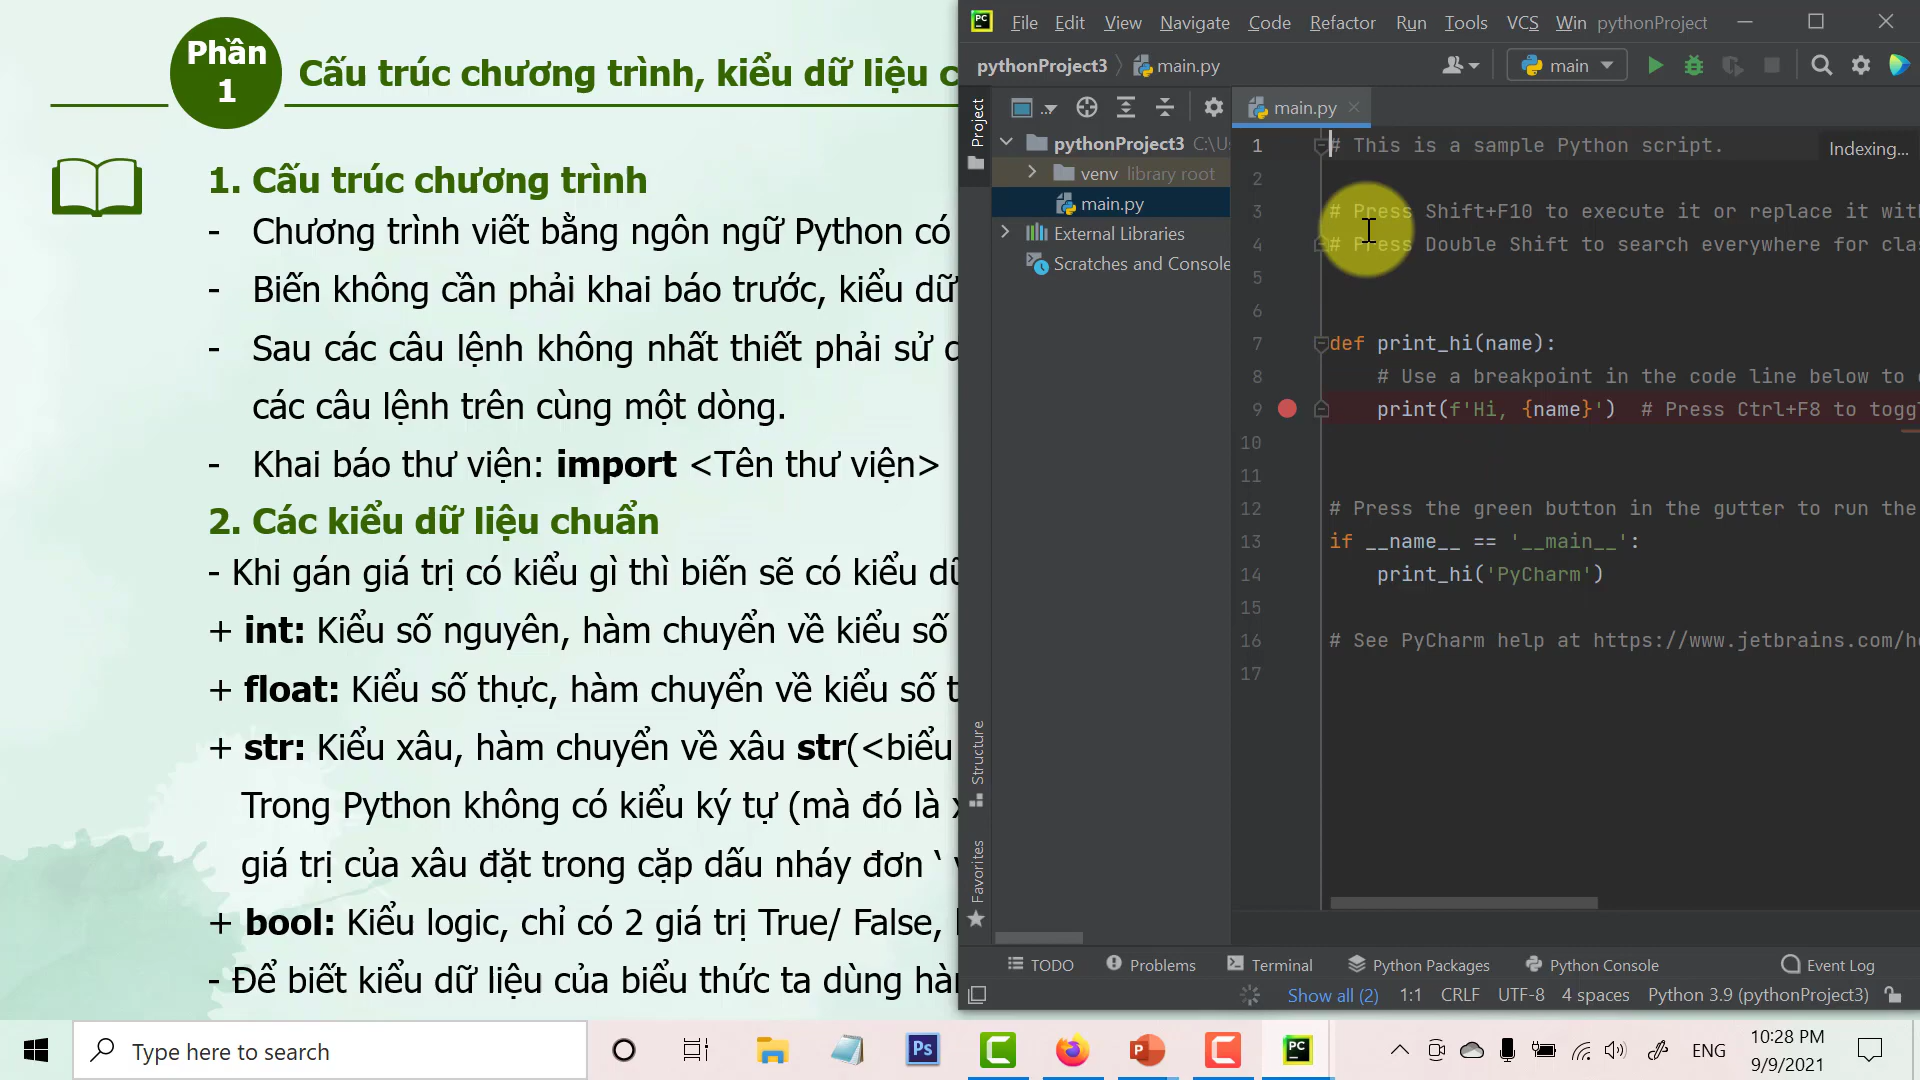 Phần
1
Cấu trúc chương trình, kiểu dữ liệu
1. Cấu trúc chương trình
- Chương trình viết bằng ngôn ngữ Python có
- Biến không cần phải khai báo trước, kiểu dữ
- Sau các câu lệnh không nhất thiết phải sử
các câu lệnh trên cùng một dòng.
- Khai báo thư viện: import <Tên thư viện>
2. Các kiểu dữ liệu chuẩn
- Khi gán giá trị có kiểu gì thì biến sẽ có kiểu
+ int: Kiểu số nguyên, hàm chuyển về kiểu số
+ float: Kiểu số thực, hàm chuyển về kiểu số
+ str: Kiểu xâu, hàm chuyển về xâu str(<biểu
Trong Python không có kiểu ký tự (mà đó là
giá trị của xâu đặt trong cặp dấu nháy đơn '
+ bool: Kiểu logic, chỉ có 2 giá trị True/ False,
- Để biết kiểu dữ liệu của biểu thức ta dùng
PC
File Edit View Navigate Code Refactor Run Tools VCS Win pythonProject
pythonProject3 main.py
main
Project
...
main.py
pythonProject3 C:\U
venv library root
main.py
External Libraries
Scratches and Console
Indexing...
1 # This is a sample Python script.
2
3 # Press Shift+F10 to execute it or replace it wit
4 # Press Double Shift to search everywhere for cla
5
6
7 def print_hi(name):
8 # Use a breakpoint in the code line below to
9 print(f'Hi, {name}') # Press Ctrl+F8 to togg
10
11
12 # Press the green button in the gutter to run the
13 if __name__ == '__main__':
14 print_hi('PyCharm')
15
16 # See PyCharm help at https://www.jetbrains.com/he
17
Structure
Favorites
TODO Problems Terminal Python Packages Python Console Event Log
Show all (2) 1:1 CRLF UTF-8 4 spaces Python 3.9 (pythonProject3)
Type here to search
Ps
P
PC
ENG
10:28 PM
9/9/2021